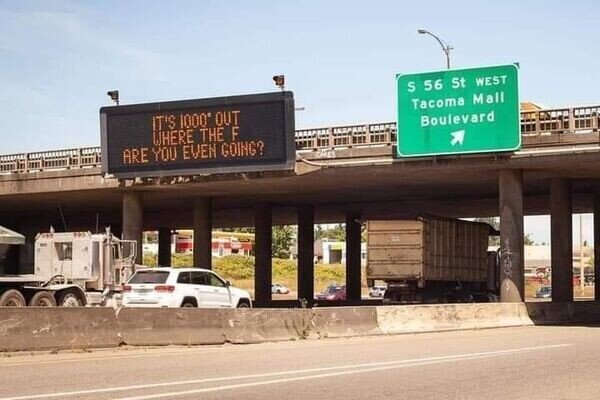 IT'S 1000° OUT
WHERE THE F
ARE YOU EVEN GOING?
S 56 St WEST
Tacoma Mall
Boulevard